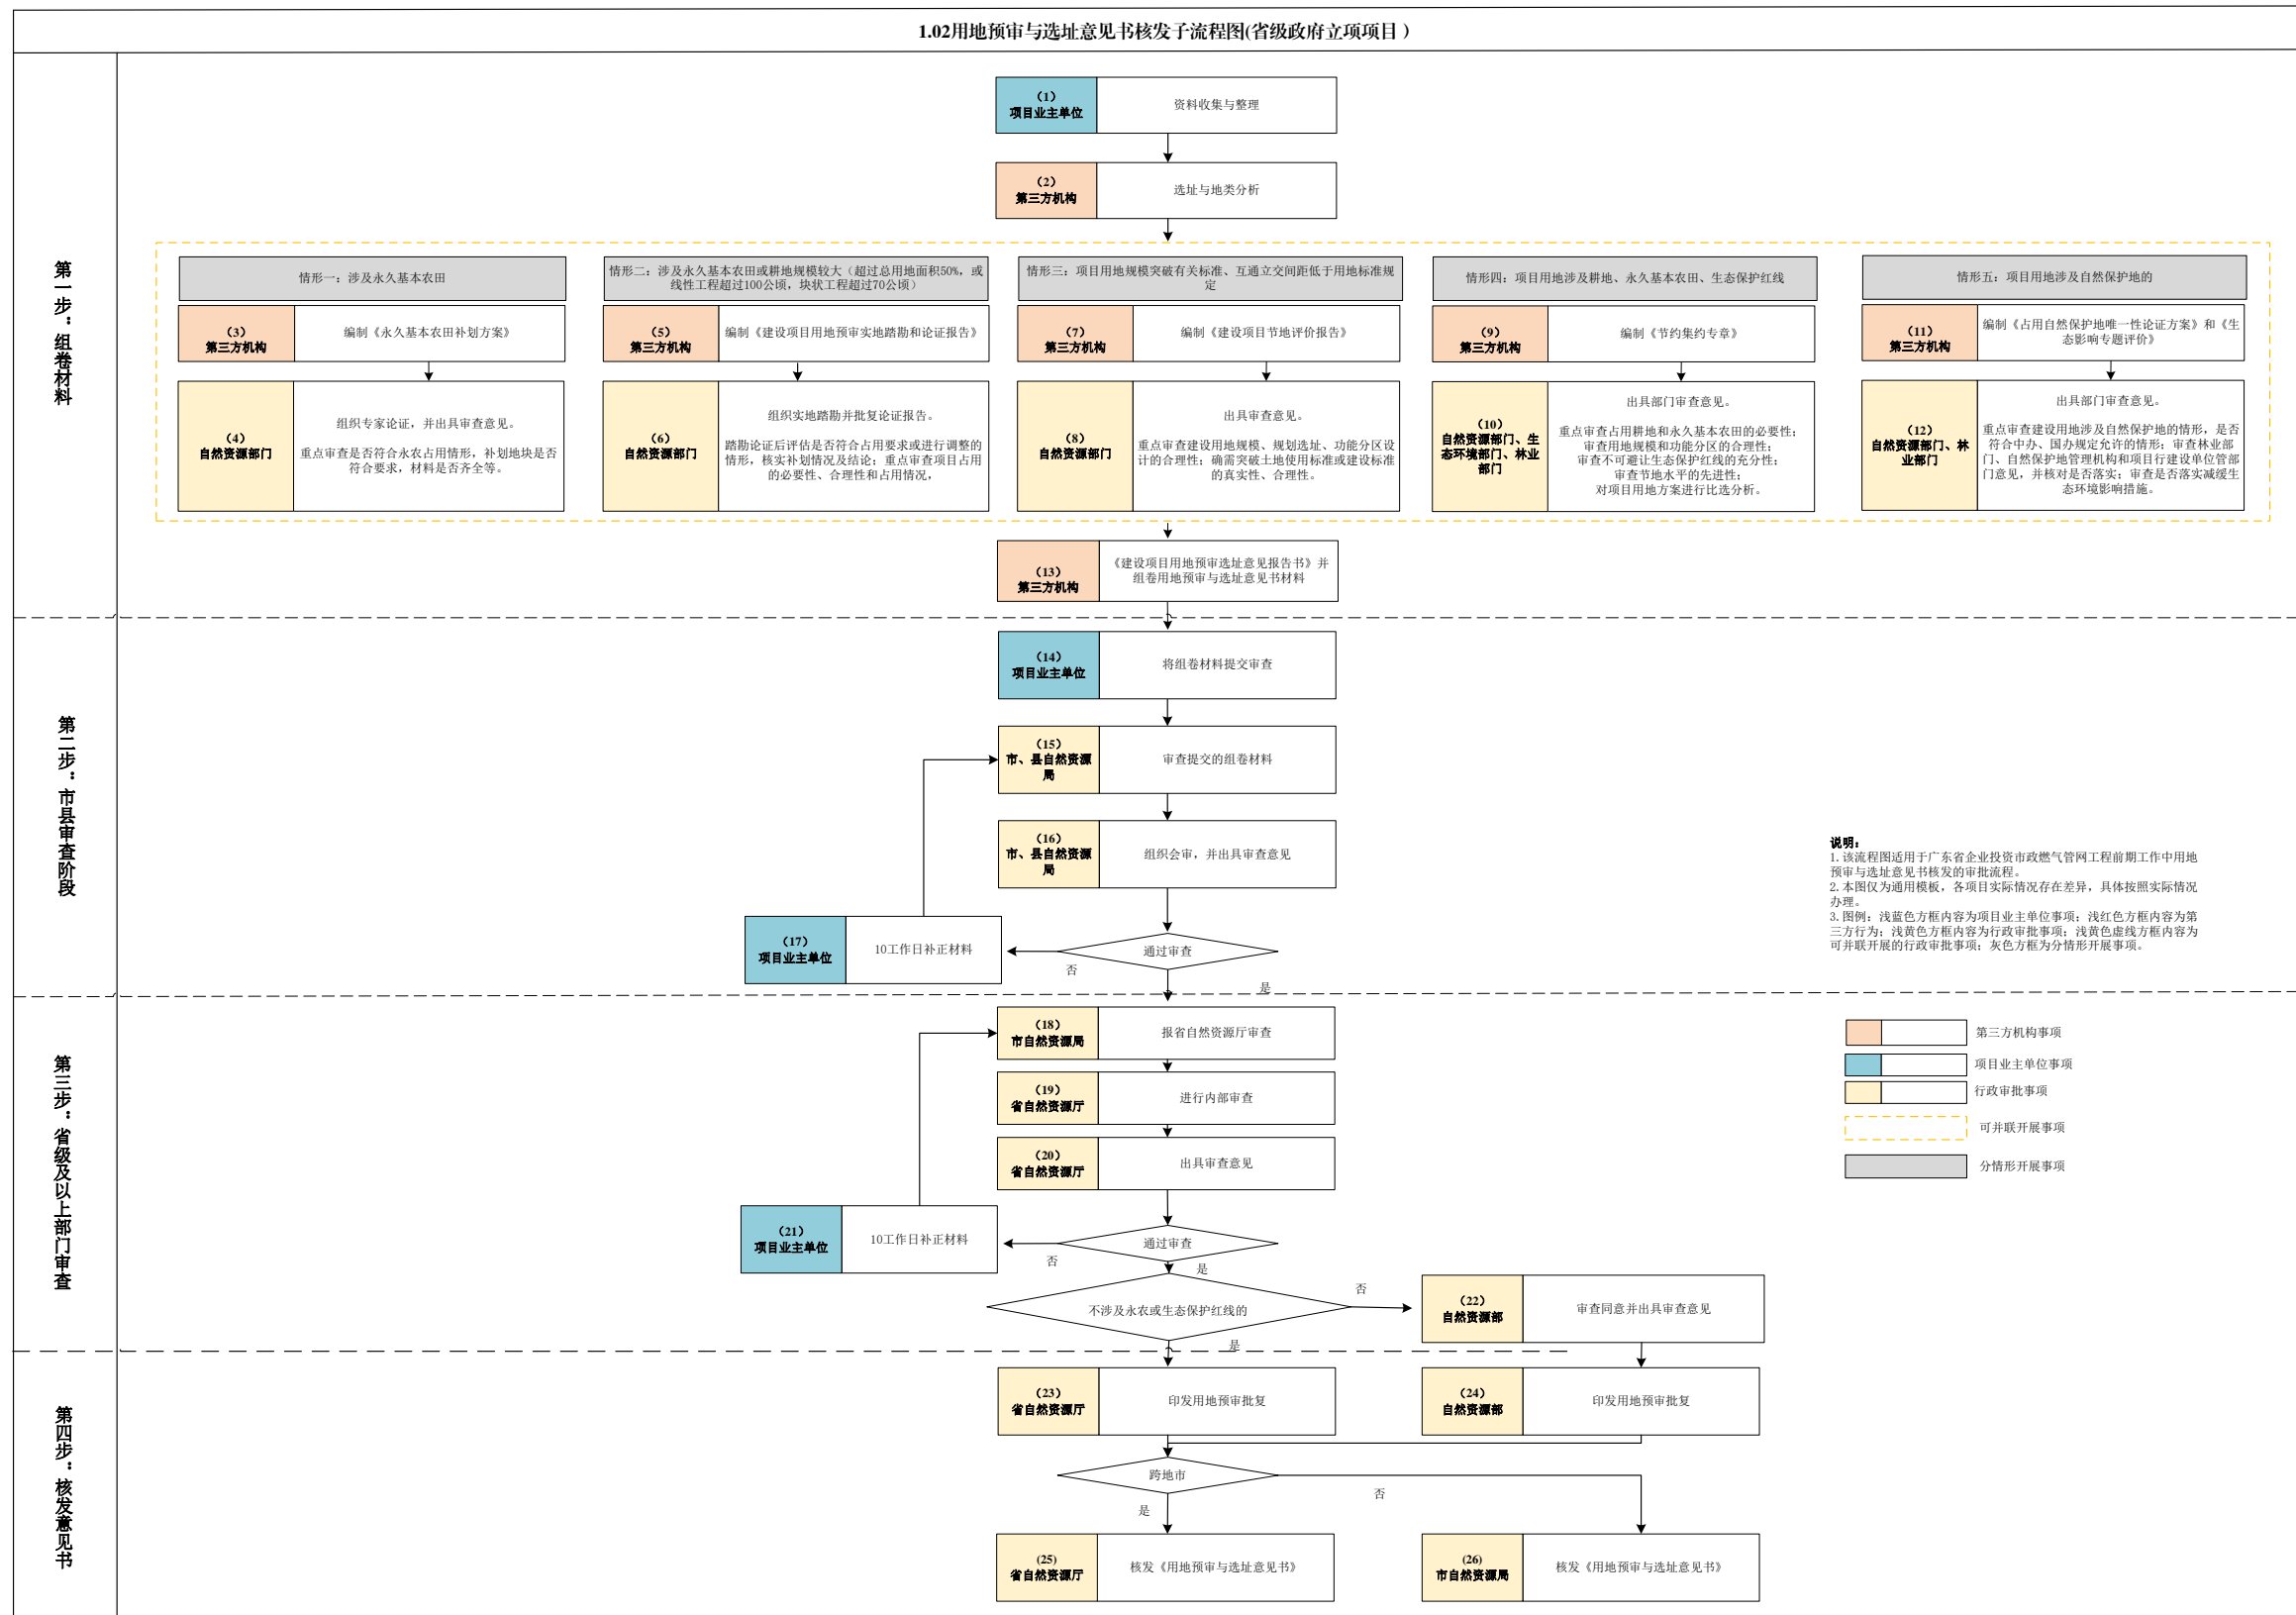 1.02用地预审与选址意见书核发子流程图(省级政府立项项目 )
第一步：组卷材料
（1）
项目业主单位
资料收集与整理
（2）
第三方机构
选址与地类分析
情形一：涉及永久基本农田
（3）
第三方机构
编制《永久基本农田补划方案》
（4）
自然资源部门
组织专家论证，并出具审查意见。
重点审查是否符合永农占用情形，补划地块是否
符合要求，材料是否齐全等。
情形二：涉及永久基本农田或耕地规模较大（超过总用地面积50%，或
线性工程超过100公顷，块状工程超过70公顷）
（5）
第三方机构
编制《建设项目用地预审实地踏勘和论证报告》
（6）
自然资源部门
组织实地踏勘并批复论证报告。
踏勘论证后评估是否符合占用要求或进行调整的
情形，核实补划情况及结论；重点审查项目占用
的必要性、合理性和占用情况，
情形三：项目用地规模突破有关标准、互通立交间距低于用地标准规
定
（7）
第三方机构
编制《建设项目节地评价报告》
（8）
自然资源部门
出具审查意见。
重点审查建设用地规模、规划选址、功能分区设
计的合理性；确需突破土地使用标准或建设标准
的真实性、合理性。
情形四：项目用地涉及耕地、永久基本农田、生态保护红线
（9）
第三方机构
编制《节约集约专章》
（10）
自然资源部门、生
态环境部门、林业
部门
出具部门审查意见。
重点审查占用耕地和永久基本农田的必要性；
审查用地规模和功能分区的合理性；
审查不可避让生态保护红线的充分性；
审查节地水平的先进性；
对项目用地方案进行比选分析。
情形五：项目用地涉及自然保护地的
（11）
第三方机构
编制《占用自然保护地唯一性论证方案》和《生
态影响专题评价》
（12）
自然资源部门、林
业部门
出具部门审查意见。
重点审查建设用地涉及自然保护地的情形，是否
符合中办、国办规定允许的情形；审查林业部
门、自然保护地管理机构和项目行建设单位管部
门意见，并核对是否落实；审查是否落实减缓生
态环境影响措施。
（13）
第三方机构
《建设项目用地预审选址意见报告书》并
组卷用地预审与选址意见书材料
第二步：市县审查阶段
（14）
项目业主单位
将组卷材料提交审查
（15）
市、县自然资源
局
审查提交的组卷材料
（16）
市、县自然资源
局
组织会审，并出具审查意见
（17）
项目业主单位
10工作日补正材料
通过审查
否
是
说明：
1.该流程图适用于广东省企业投资市政燃气管网工程前期工作中用地
预审与选址意见书核发的审批流程。
2.本图仅为通用模板，各项目实际情况存在差异，具体按照实际情况
办理。
3.图例：浅蓝色方框内容为项目业主单位事项；浅红色方框内容为第
三方行为；浅黄色方框内容为行政审批事项；浅黄色虚线方框内容为
可并联开展的行政审批事项；灰色方框为分情形开展事项。
第三步：省级及以上部门审查
（18）
市自然资源局
报省自然资源厅审查
（19）
省自然资源厅
进行内部审查
（20）
省自然资源厅
出具审查意见
（21）
项目业主单位
10工作日补正材料
通过审查
否
是
不涉及永农或生态保护红线的
否
是
（22）
自然资源部
审查同意并出具审查意见
第三方机构事项
项目业主单位事项
行政审批事项
可并联开展事项
分情形开展事项
第四步：核发意见书
（23）
省自然资源厅
印发用地预审批复
（24）
自然资源部
印发用地预审批复
跨地市
是
否
(25)
省自然资源厅
核发《用地预审与选址意见书》
(26)
市自然资源局
核发《用地预审与选址意见书》